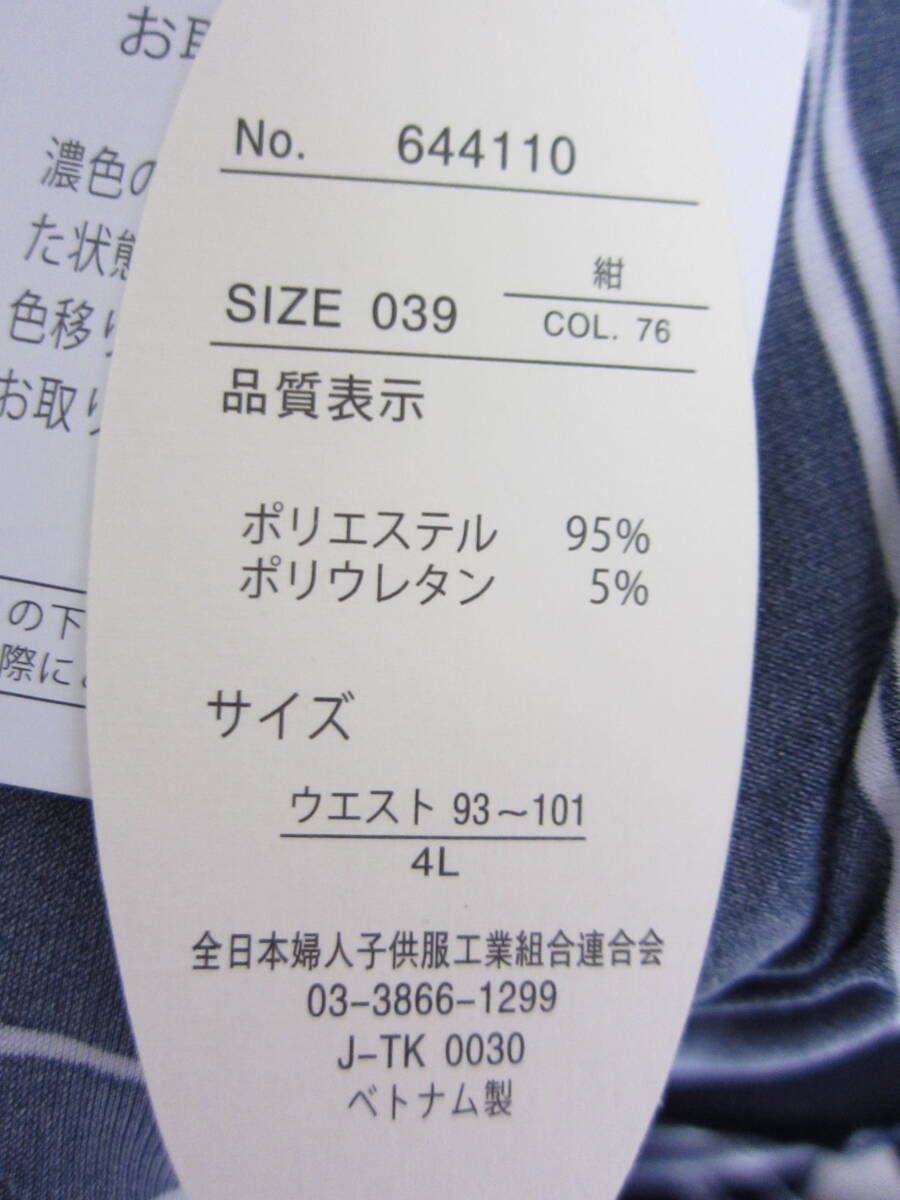 お取
濃色の
た状態
色移り
お取り
の下
際によ
No. 644110
紺
SIZE 039
COL. 76
品質表示
ポリエステル 95%
ポリウレタン 5%
サイズ
ウエスト 93～101
4L
全日本婦人子供服工業組合連合会
03-3866-1299
J-TK 0030
ベトナム製